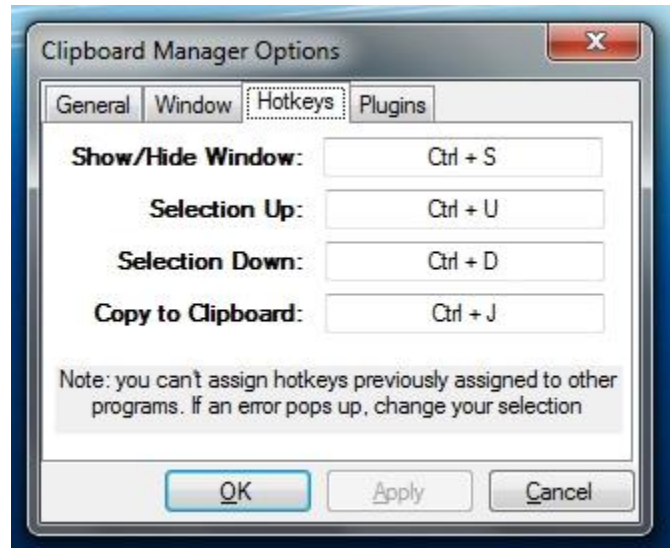 Clipboard Manager Options
General Window Hotkeys Plugins
Show/Hide Window: Ctrl + S
Selection Up: Ctrl + U
Selection Down: Ctrl + D
Copy to Clipboard: Ctrl + J
Note: you can't assign hotkeys previously assigned to other
programs. If an error pops up, change your selection
OK Apply Cancel